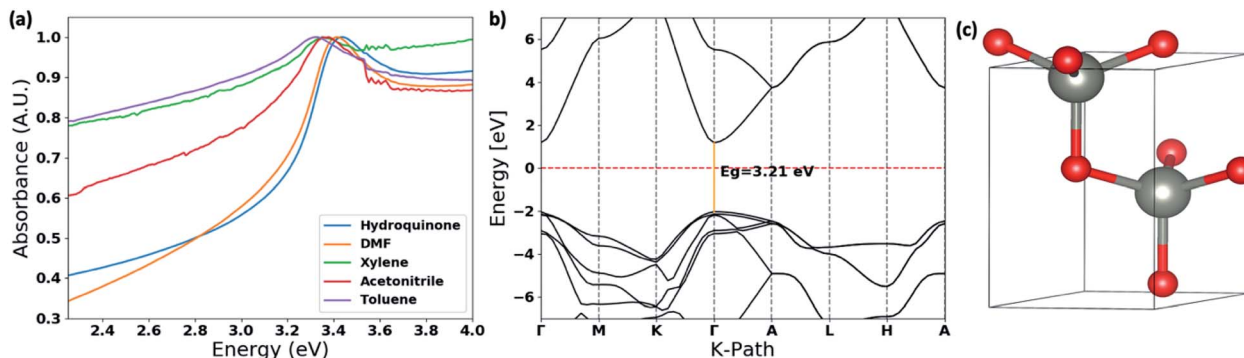 (a)
1.0
0.9
0.8
0.7
0.6
0.5
0.4
0.3
Absorbance (A.U.)
Hydroquinone
DMF
Xylene
Acetonitrile
Toluene
2.4 2.6 2.8 3.0 3.2 3.4 3.6 3.8 4.0
Energy (eV)
b)
6
4
2
0
−2
−4
−6
Energy [eV]
Eg=3.21 eV
Γ M K Γ A L H A
K-Path
(c)